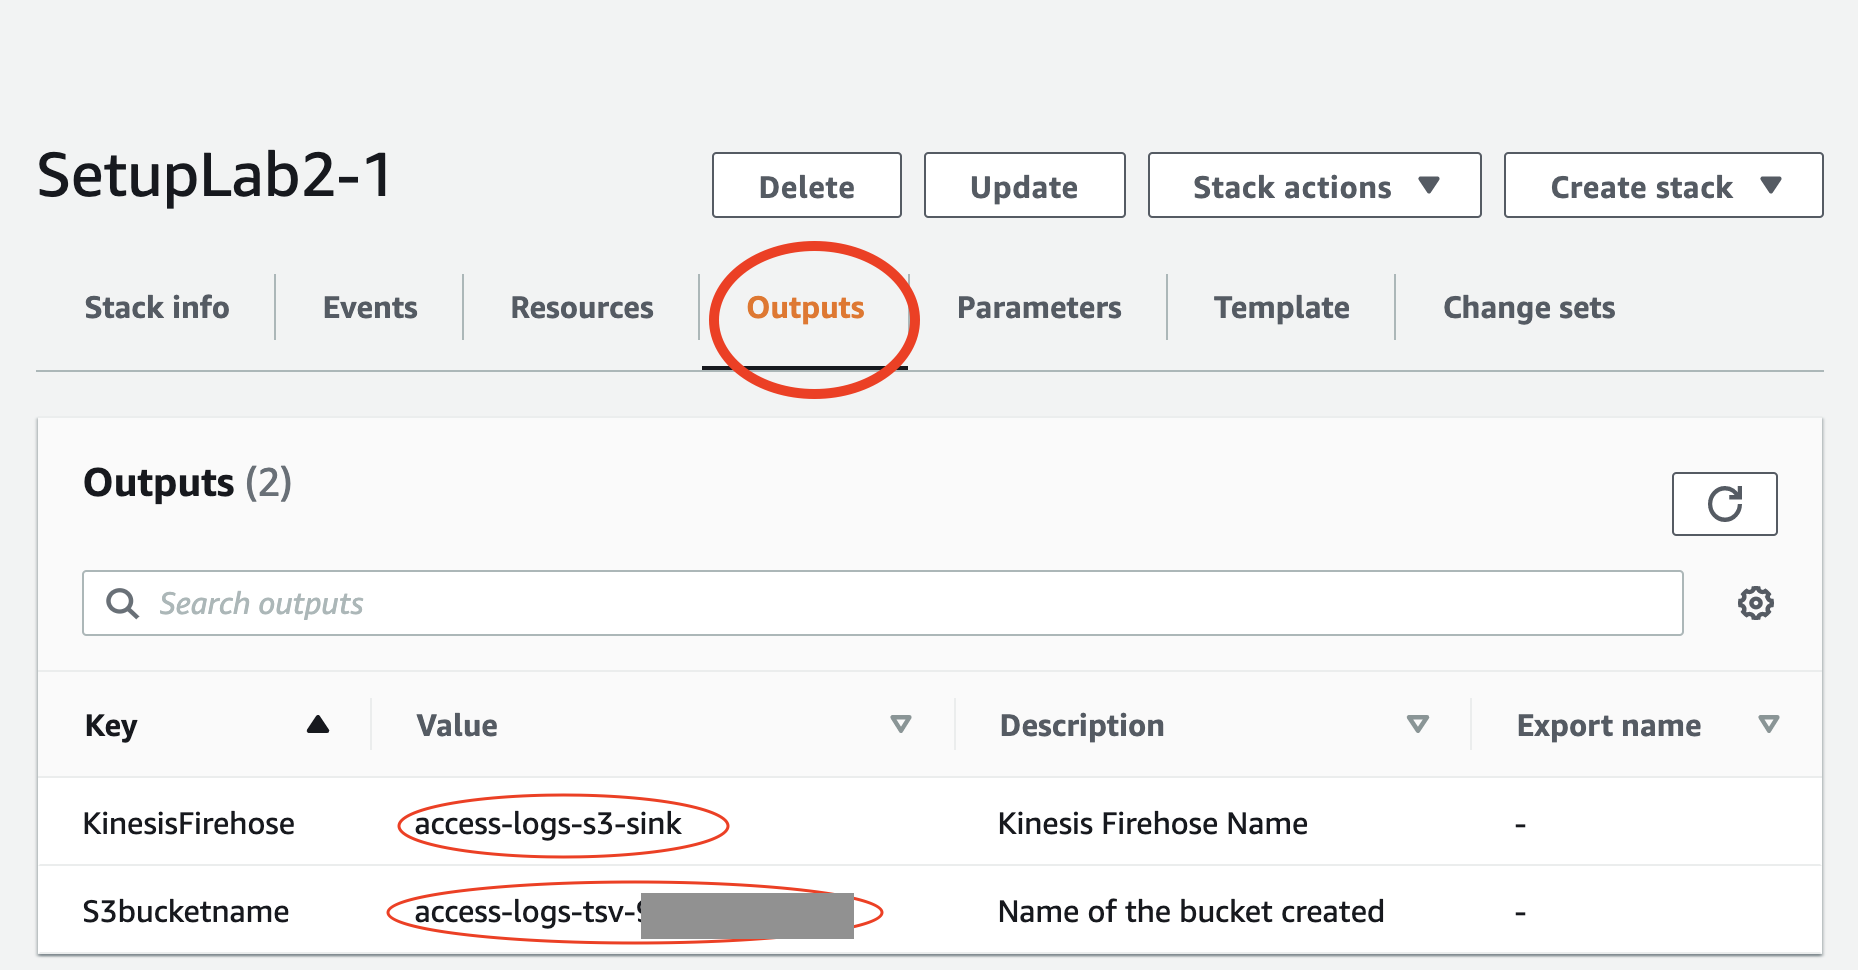 SetupLab2-1
Delete
Update
Stack actions
Create stack
Stack info
Events
Resources
Outputs
Parameters
Template
Change sets
Outputs (2)
Search outputs
Key
Value
Description
Export name
KinesisFirehose
access-logs-s3-sink
Kinesis Firehose Name
-
S3bucketname
access-logs-tsv-
Name of the bucket created
-